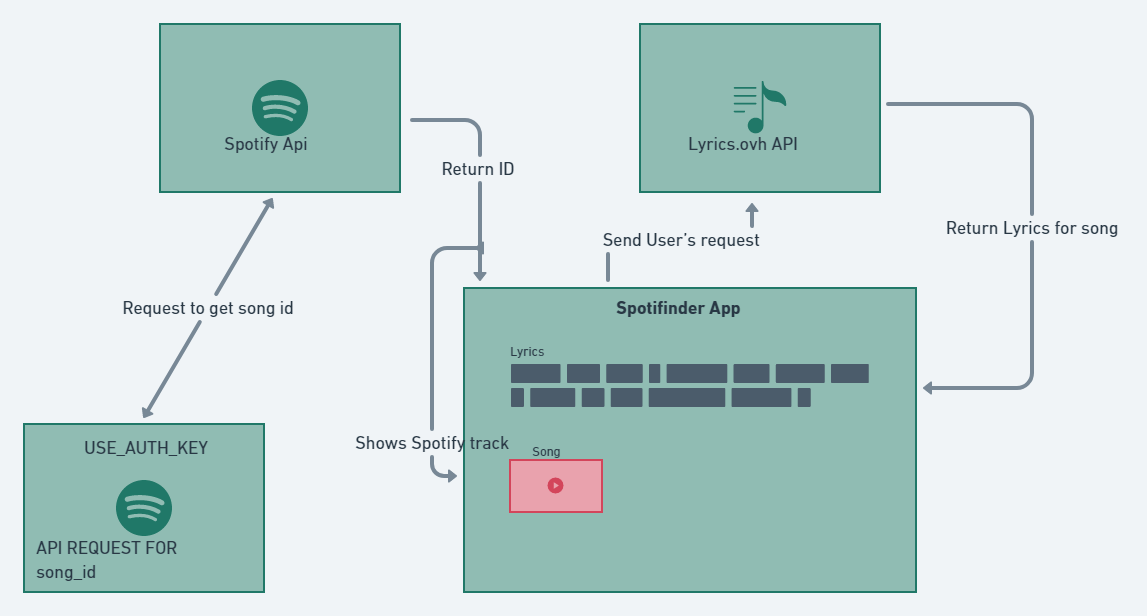 Spotify Api
Lyrics.ovh API
Return ID
Return Lyrics for song
Send User’s request
Request to get song id
Spotifinder App
Lyrics
Shows Spotify track
Song
USE_AUTH_KEY
API REQUEST FOR
song_id